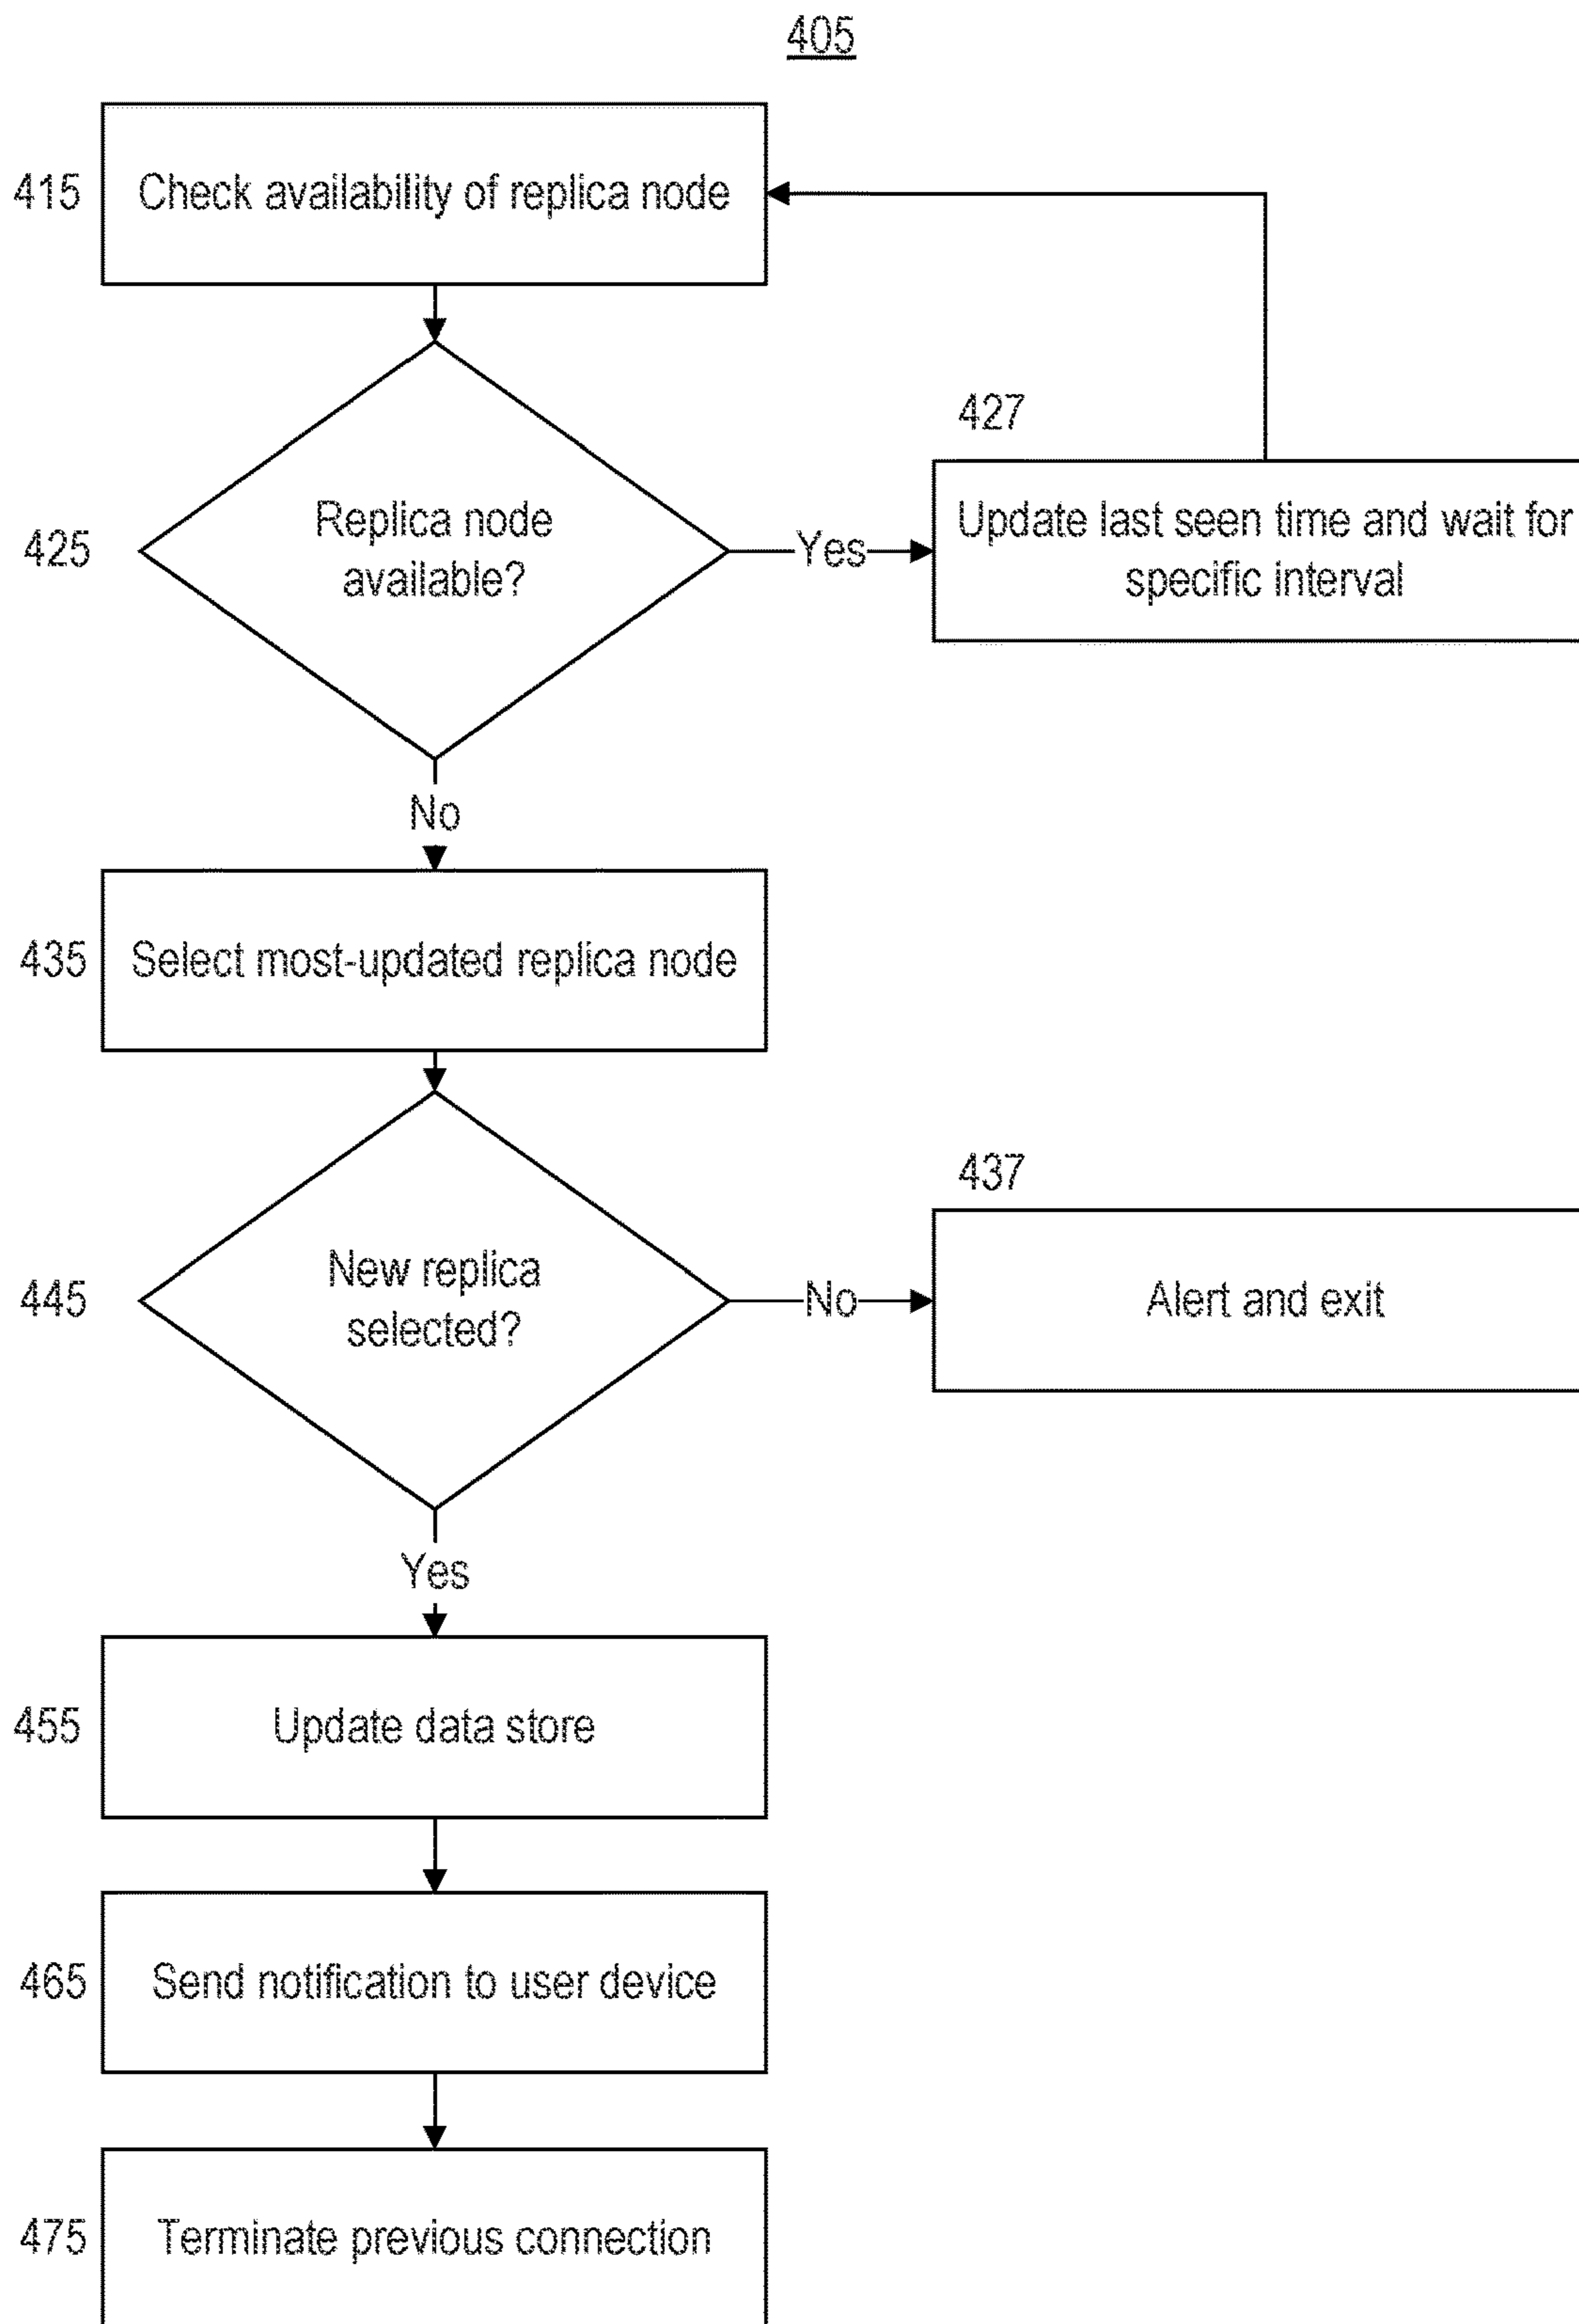 405
415
Check availability of replica node
427
425
Replica node
available?
Yes
Update last seen time and wait for
specific interval
No
435
Select most-updated replica node
437
445
New replica
selected?
No
Alert and exit
Yes
455
Update data store
465
Send notification to user device
475
Terminate previous connection